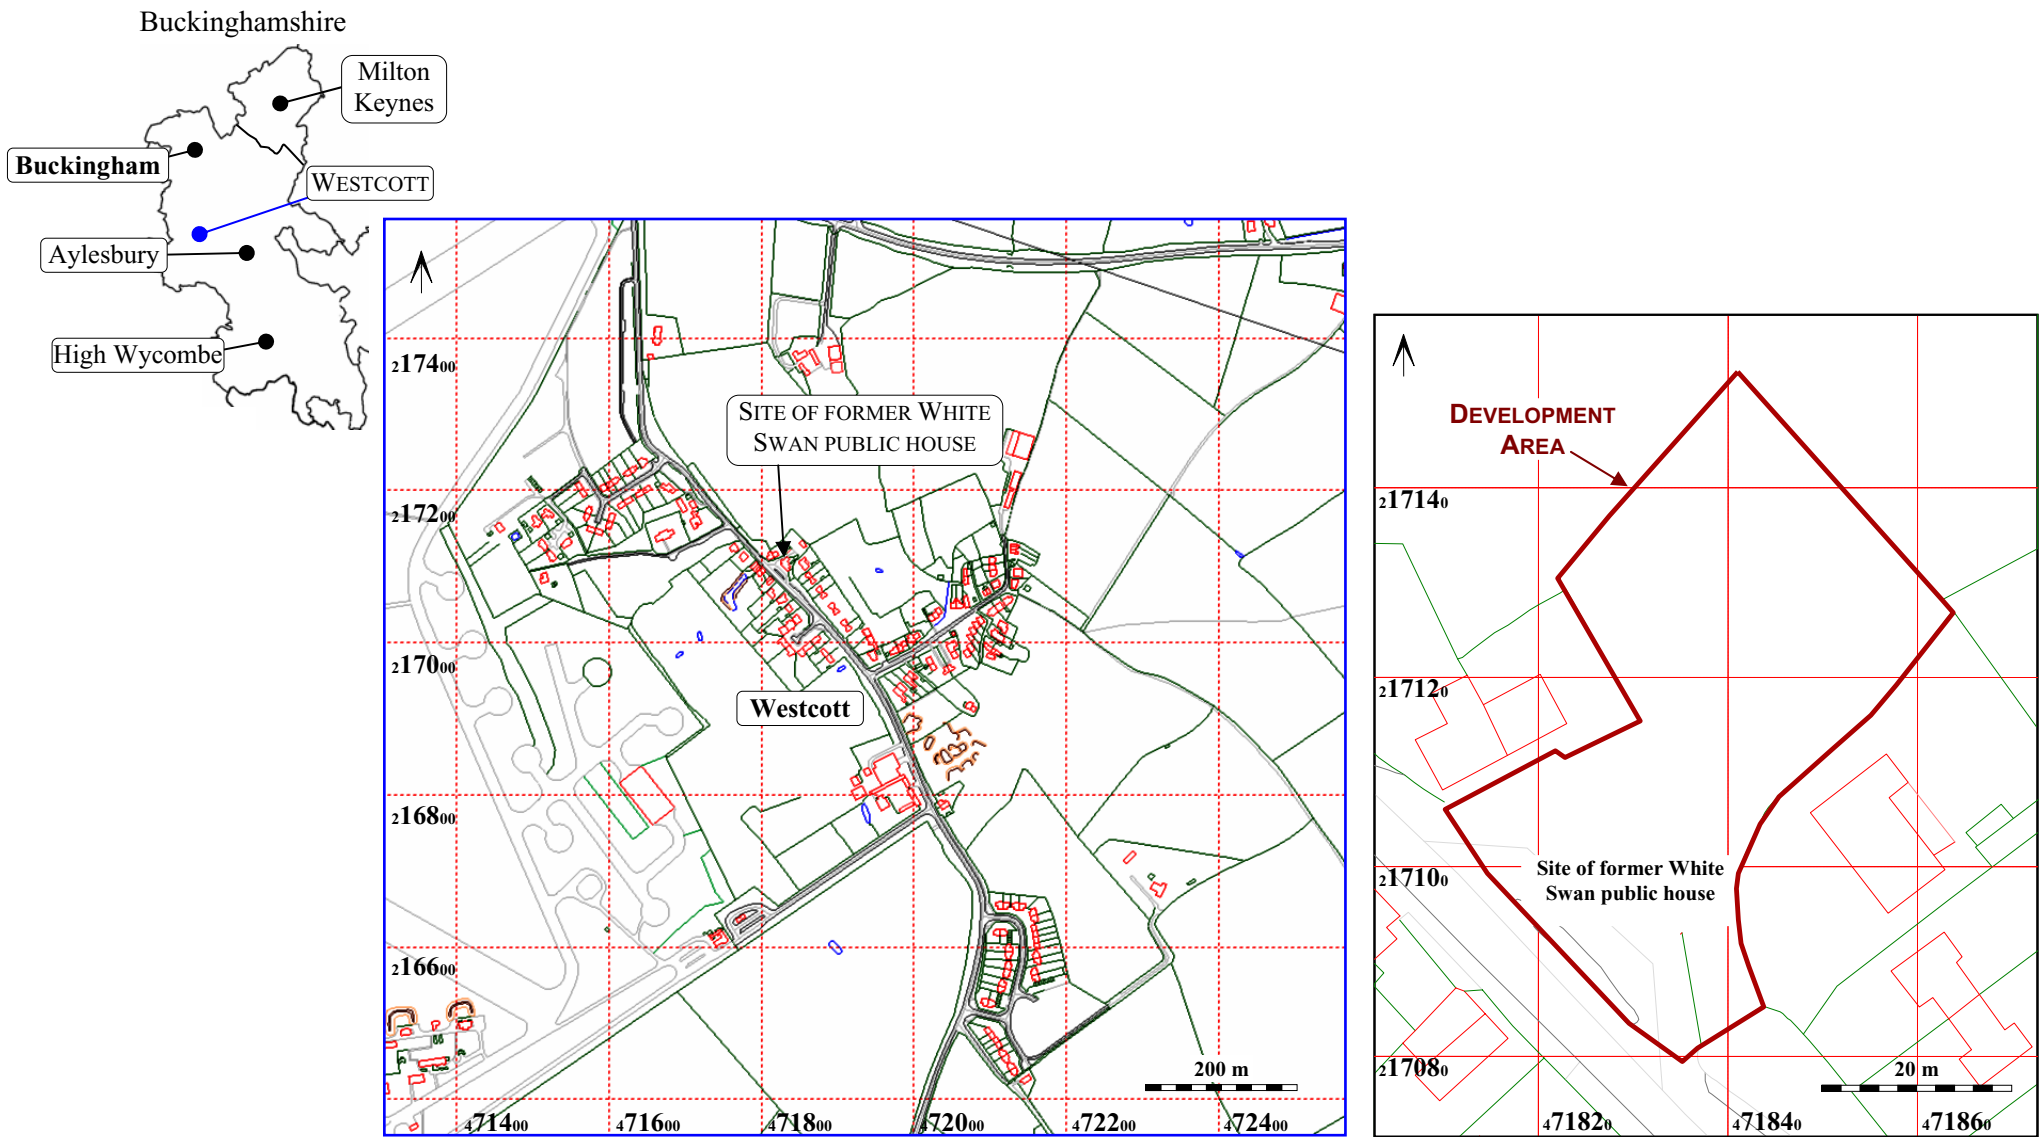 Buckinghamshire
Milton
Keynes
Buckingham
WESTCOTT
Aylesbury
High Wycombe
217400
SITE OF FORMER WHITE
SWAN PUBLIC HOUSE
217200
217000
Westcott
216800
216600
200 m
471400
471600
471800
472000
472200
472400
DEVELOPMENT
AREA
217140
217120
217100
Site of former White
Swan public house
217080
20 m
471820
471840
471860